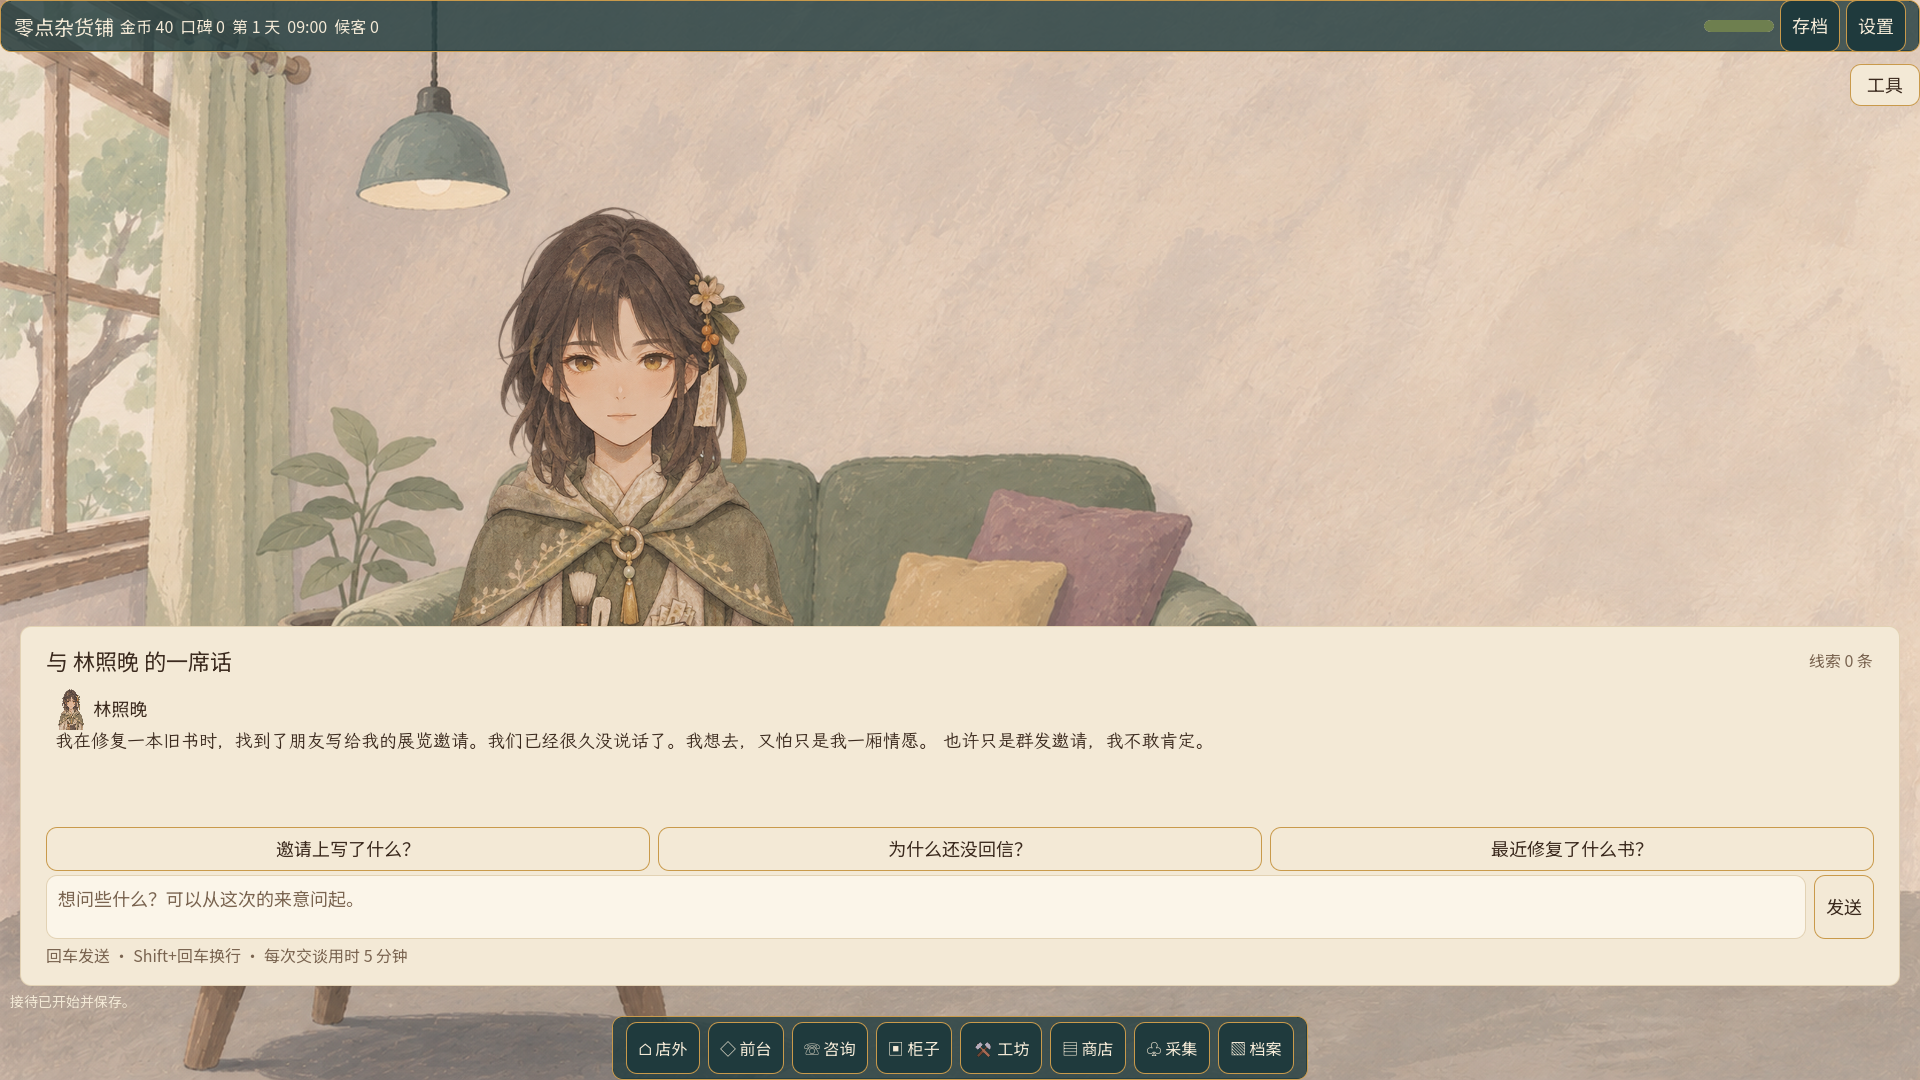 零点杂货铺 金币 40 口碑 0 第 1 天 09:00 候客 0
存档
设置
工具
与 林照晚 的一席话
线索 0 条
林照晚
我在修复一本旧书时，找到了朋友写给我的展览邀请。我们已经很久没说话了。我想去，又怕只是我一厢情愿。 也许只是群发邀请，我不敢肯定。
邀请上写了什么？
为什么还没回信？
最近修复了什么书？
想问些什么？可以从这次的来意问起。
发送
回车发送 · Shift+回车换行 · 每次交谈用时 5 分钟
接待已开始并保存。
店外
前台
咨询
柜子
工坊
商店
采集
档案